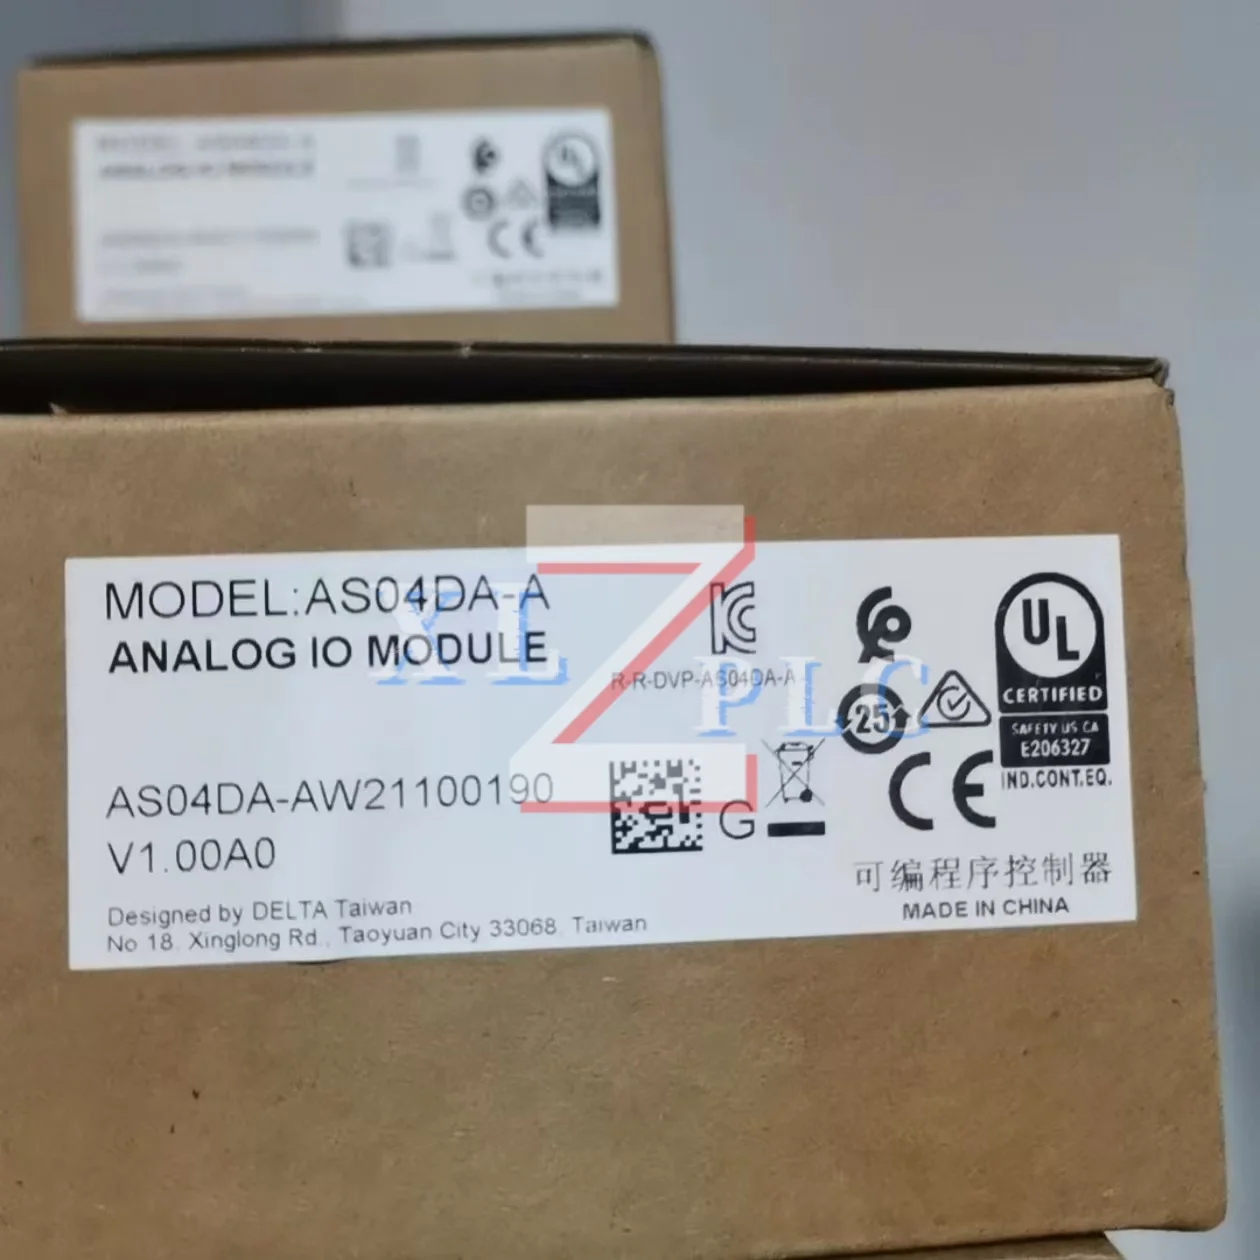 MODEL:AS04DA-A
ANALOG IO MODULE
R-R-DVP-AS04DA-A
AS04DA-AW21100190
V1.00A0
G
Designed by DELTA Taiwan
No 18. Xinglong Rd., Taoyuan City 33068, Taiwan
25
UL
CERTIFIED
SAFETY US CA
E206327
IND.CONT.EQ.
CE
可编程序控制器
MADE IN CHINA
XL Z PLC